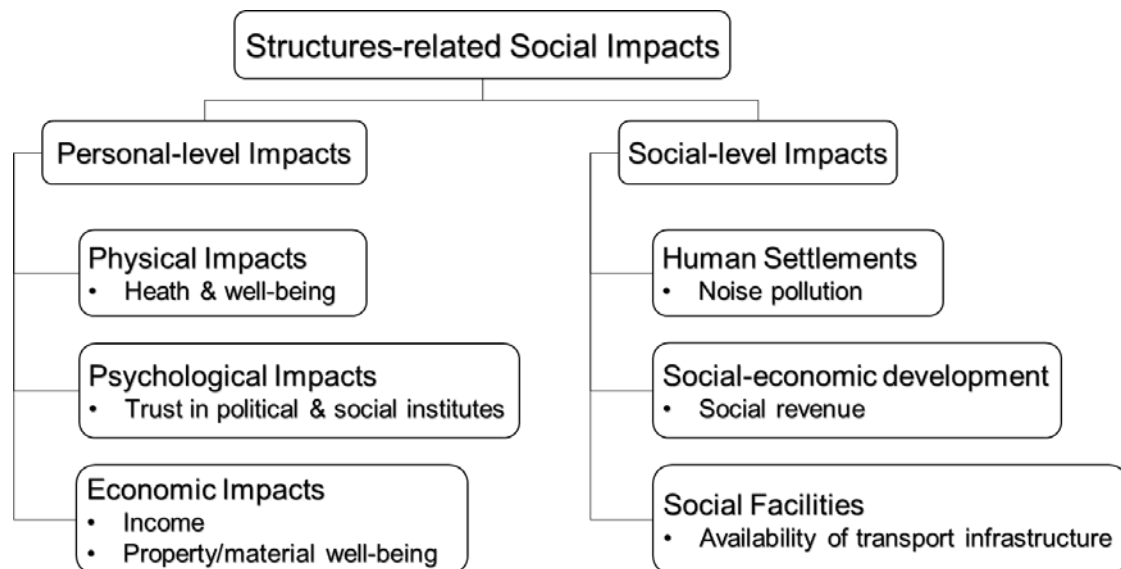 Structures-related Social Impacts
Personal-level Impacts
Physical Impacts
• Heath & well-being
Psychological Impacts
• Trust in political & social institutes
Economic Impacts
• Income
• Property/material well-being
Social-level Impacts
Human Settlements
• Noise pollution
Social-economic development
• Social revenue
Social Facilities
• Availability of transport infrastructure